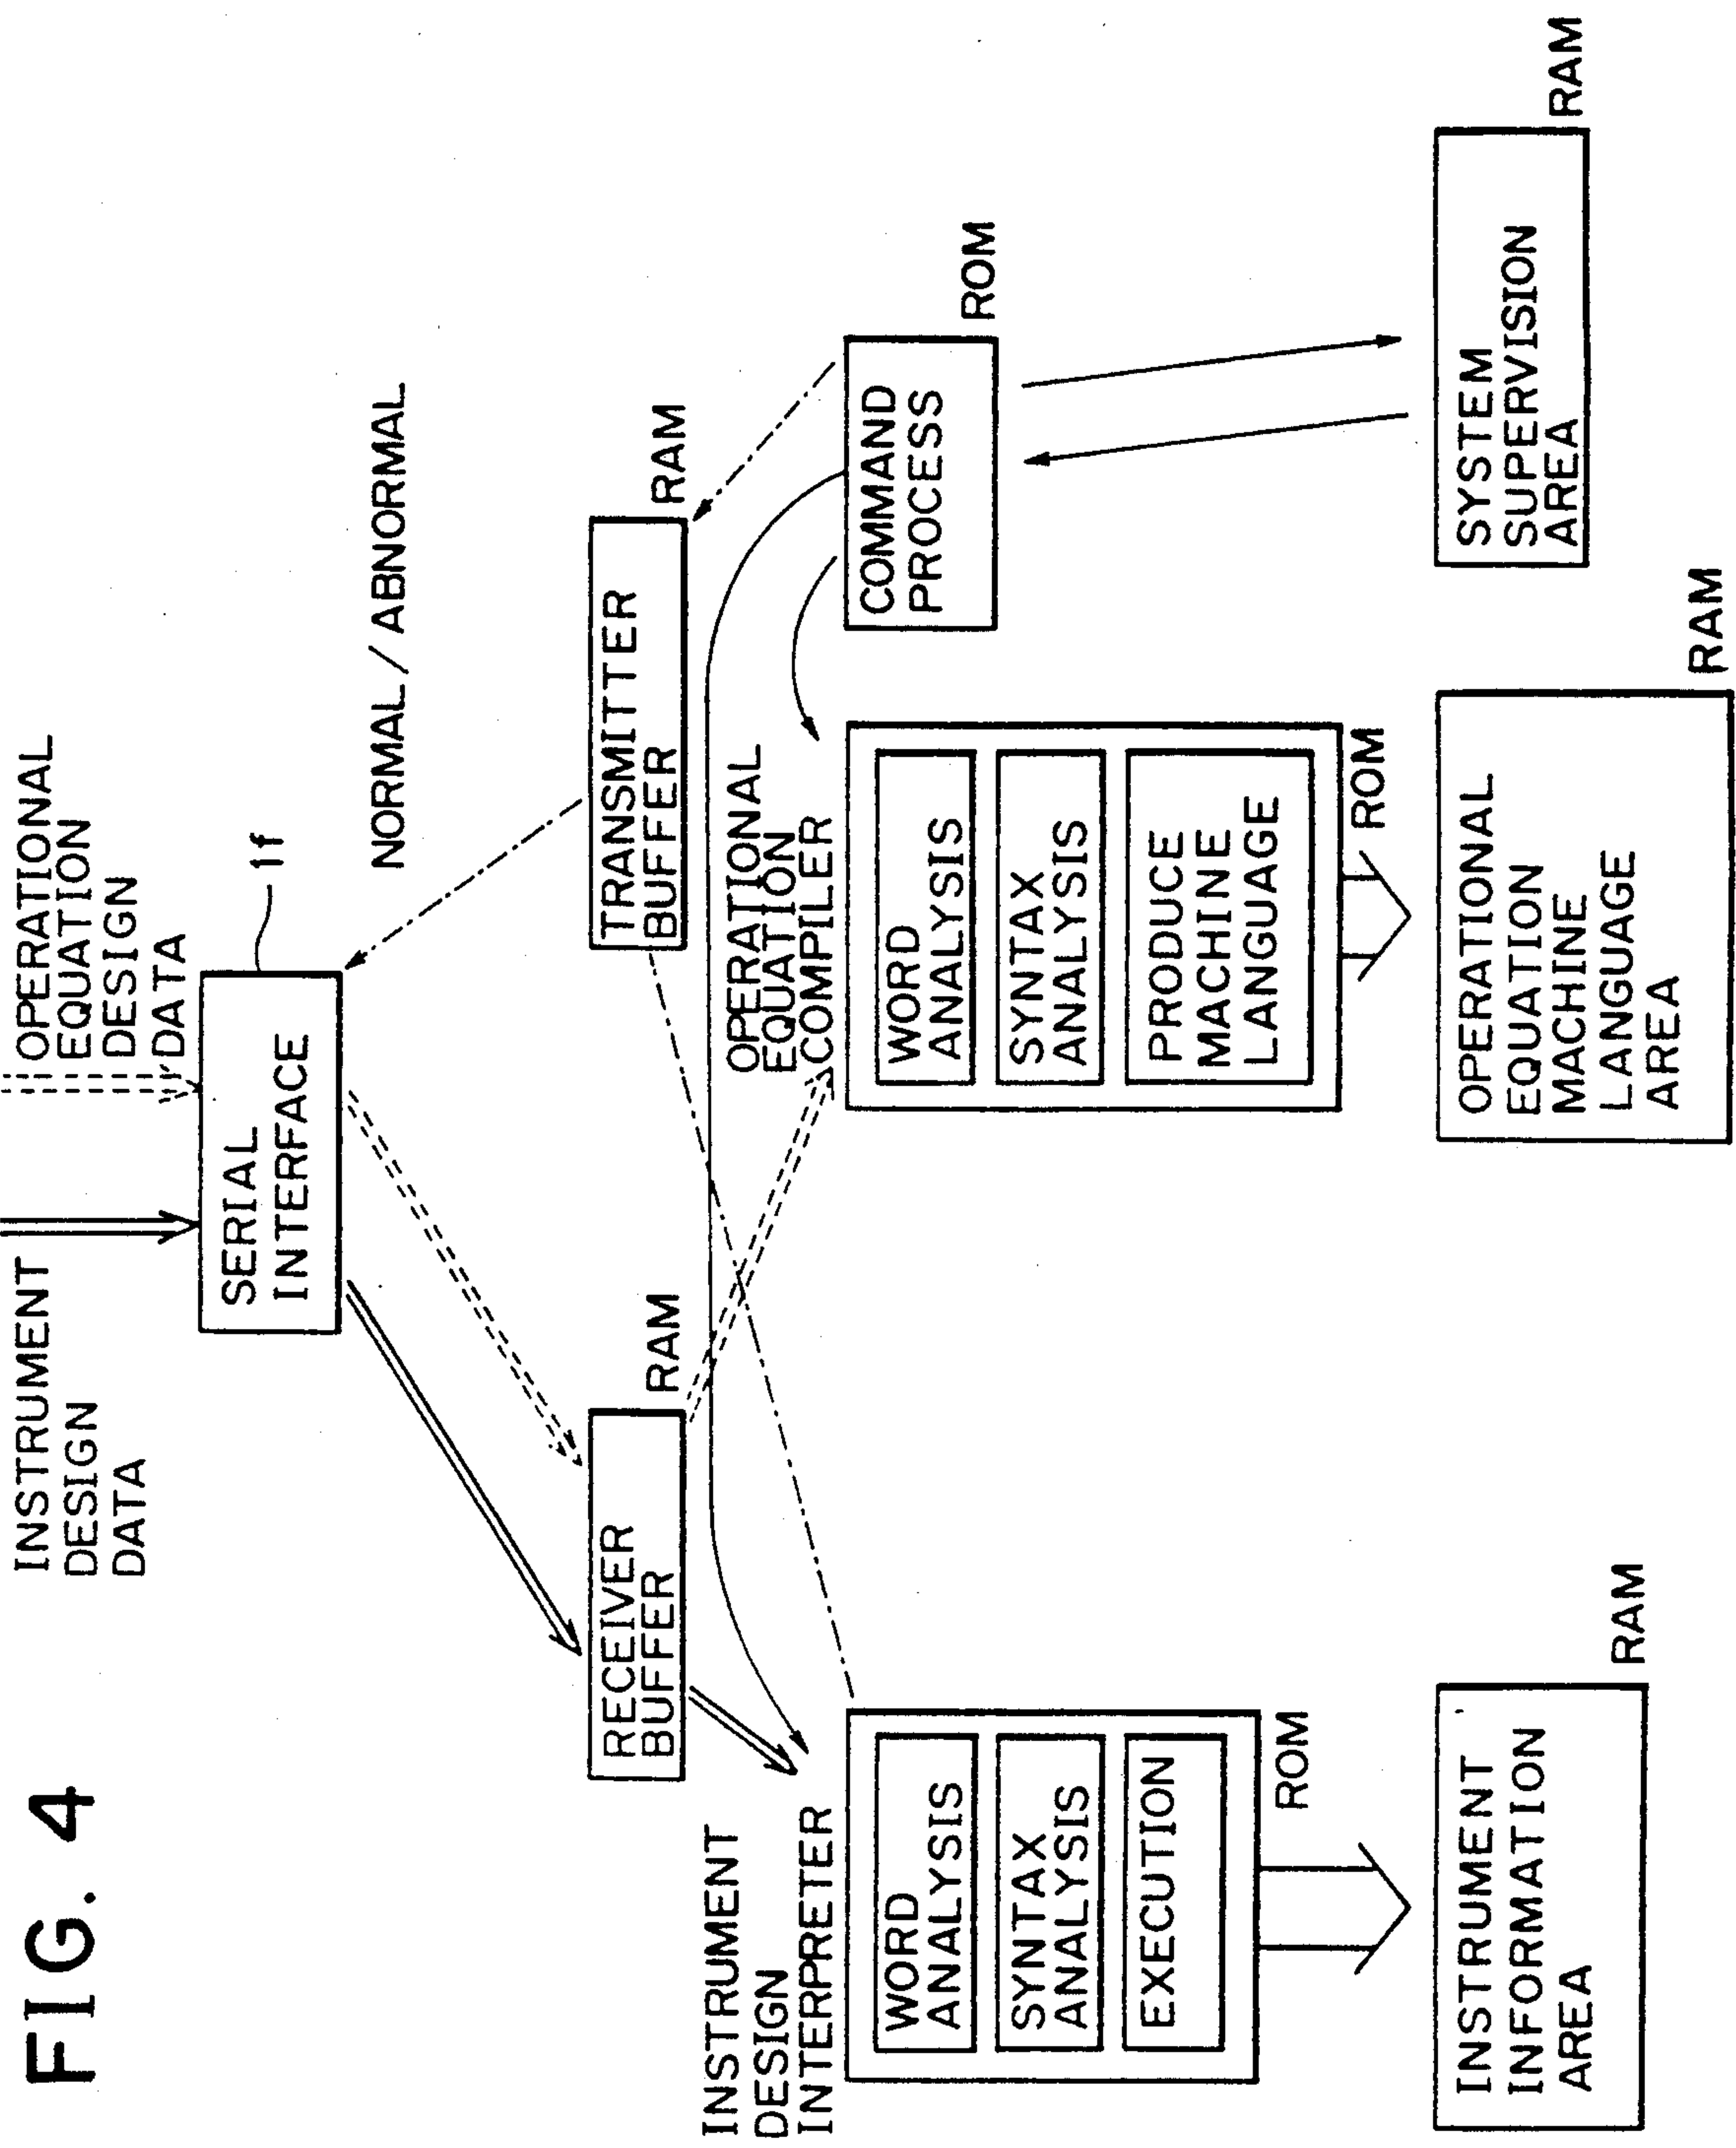 FIG. 4
INSTRUMENT
DESIGN
DATA
OPERATIONAL
EQUATION
DESIGN
DATA
SERIAL
INTERFACE
1f
NORMAL / ABNORMAL
RECEIVER
BUFFER
RAM
TRANSMITTER
BUFFER
RAM
INSTRUMENT
DESIGN
INTERPRETER
WORD
ANALYSIS
SYNTAX
ANALYSIS
EXECUTION
ROM
OPERATIONAL
EQUATION
COMPILER
WORD
ANALYSIS
SYNTAX
ANALYSIS
PRODUCE
MACHINE
LANGUAGE
ROM
COMMAND
PROCESS
ROM
INSTRUMENT
INFORMATION
AREA
RAM
OPERATIONAL
EQUATION
MACHINE
LANGUAGE
AREA
RAM
SYSTEM
SUPERVISION
AREA
RAM